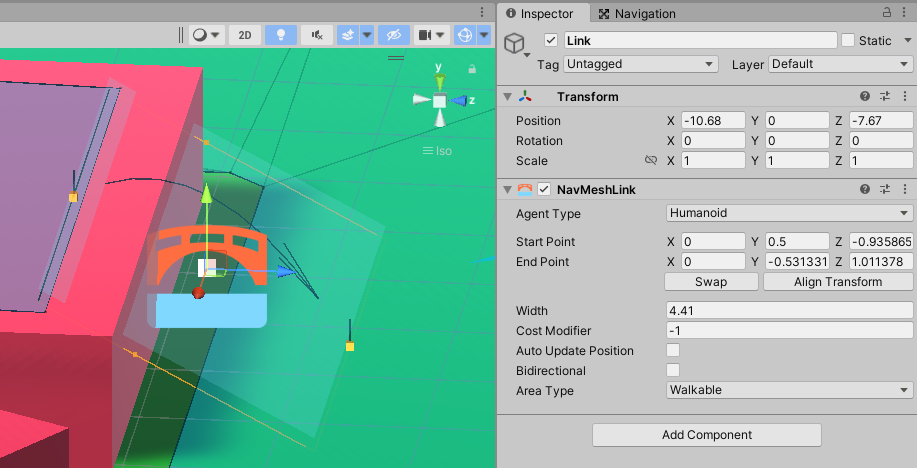 Inspector Navigation
2D
Link Static
Tag Untagged Layer Default
Transform
Position X -10.68 Y 0 Z -7.67
Rotation X 0 Y 0 Z 0
Scale X 1 Y 1 Z 1
NavMeshLink
Agent Type Humanoid
Start Point X 0 Y 0.5 Z -0.935865
End Point X 0 Y -0.531331 Z 1.011378
Swap Align Transform
Width 4.41
Cost Modifier -1
Auto Update Position
Bidirectional
Area Type Walkable
Add Component
y
z
Iso